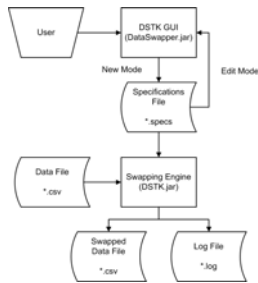 User
DSTK GUI
(DataSwapper.jar)
New Mode
Edit Mode
Specifications
File
*.specs
Data File
*.csv
Swapping Engine
(DSTK.jar)
Swapped
Data File
*.csv
Log File
*.log